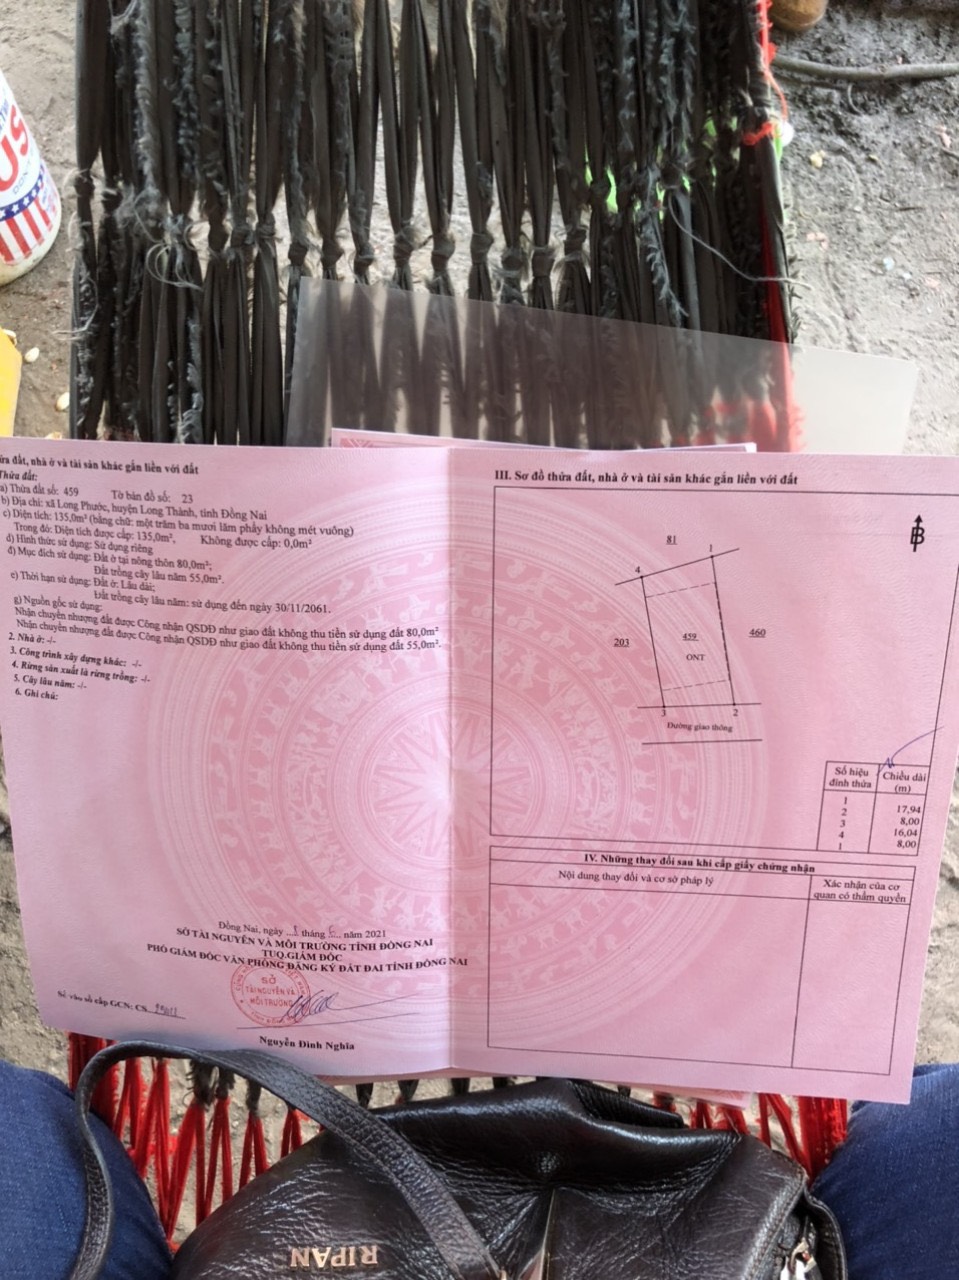 US
DON'
ửa đất, nhà ở và tài sản khác gắn liền với đất
Thửa đất:
a) Thửa đất số: 459 Tờ bản đồ số: 23
b) Địa chỉ: xã Long Phước, huyện Long Thành, tỉnh Đồng Nai
c) Diện tích: 135,0m² (bằng chữ: một trăm ba mươi lăm phẩy không mét vuông)
Trong đó: Diện tích được cấp: 135,0m², Không được cấp: 0,0m²
d) Hình thức sử dụng: Sử dụng riêng
đ) Mục đích sử dụng: Đất ở tại nông thôn 80,0m²;
Đất trồng cây lâu năm 55,0m².
e) Thời hạn sử dụng: Đất ở: Lâu dài;
Đất trồng cây lâu năm: sử dụng đến ngày 30/11/2061.
g) Nguồn gốc sử dụng:
Nhận chuyển nhượng đất được Công nhận QSDĐ như giao đất không thu tiền sử dụng đất 80,0m²
Nhận chuyển nhượng đất được Công nhận QSDĐ như giao đất không thu tiền sử dụng đất 55,0m².
2. Nhà ở: -/-
3. Công trình xây dựng khác: -/-
4. Rừng sản xuất là rừng trồng: -/-
5. Cây lâu năm: -/-
6. Ghi chú:
Đồng Nai, ngày tháng 6 năm 2021
SỞ TÀI NGUYÊN VÀ MÔI TRƯỜNG TỈNH ĐỒNG NAI
TUQ.GIÁM ĐỐC
PHÓ GIÁM ĐỐC VĂN PHÒNG ĐĂNG KÝ ĐẤT ĐAI TỈNH ĐỒNG NAI
SỞ
TÀI NGUYÊN VÀ
MÔI TRƯỜNG
Số vào sổ cấp GCN: CS
Nguyễn Đình Nghĩa
III. Sơ đồ thửa đất, nhà ở và tài sản khác gắn liền với đất
B
81
1
4
203
459
460
ONT
3
2
Đường giao thông
Số hiệu đỉnh thửa Chiều dài (m)
1
17,94
2
8,00
3
16,04
4
8,00
1
IV. Những thay đổi sau khi cấp giấy chứng nhận
Nội dung thay đổi và cơ sở pháp lý
Xác nhận của cơ
quan có thẩm quyền
RIPAN